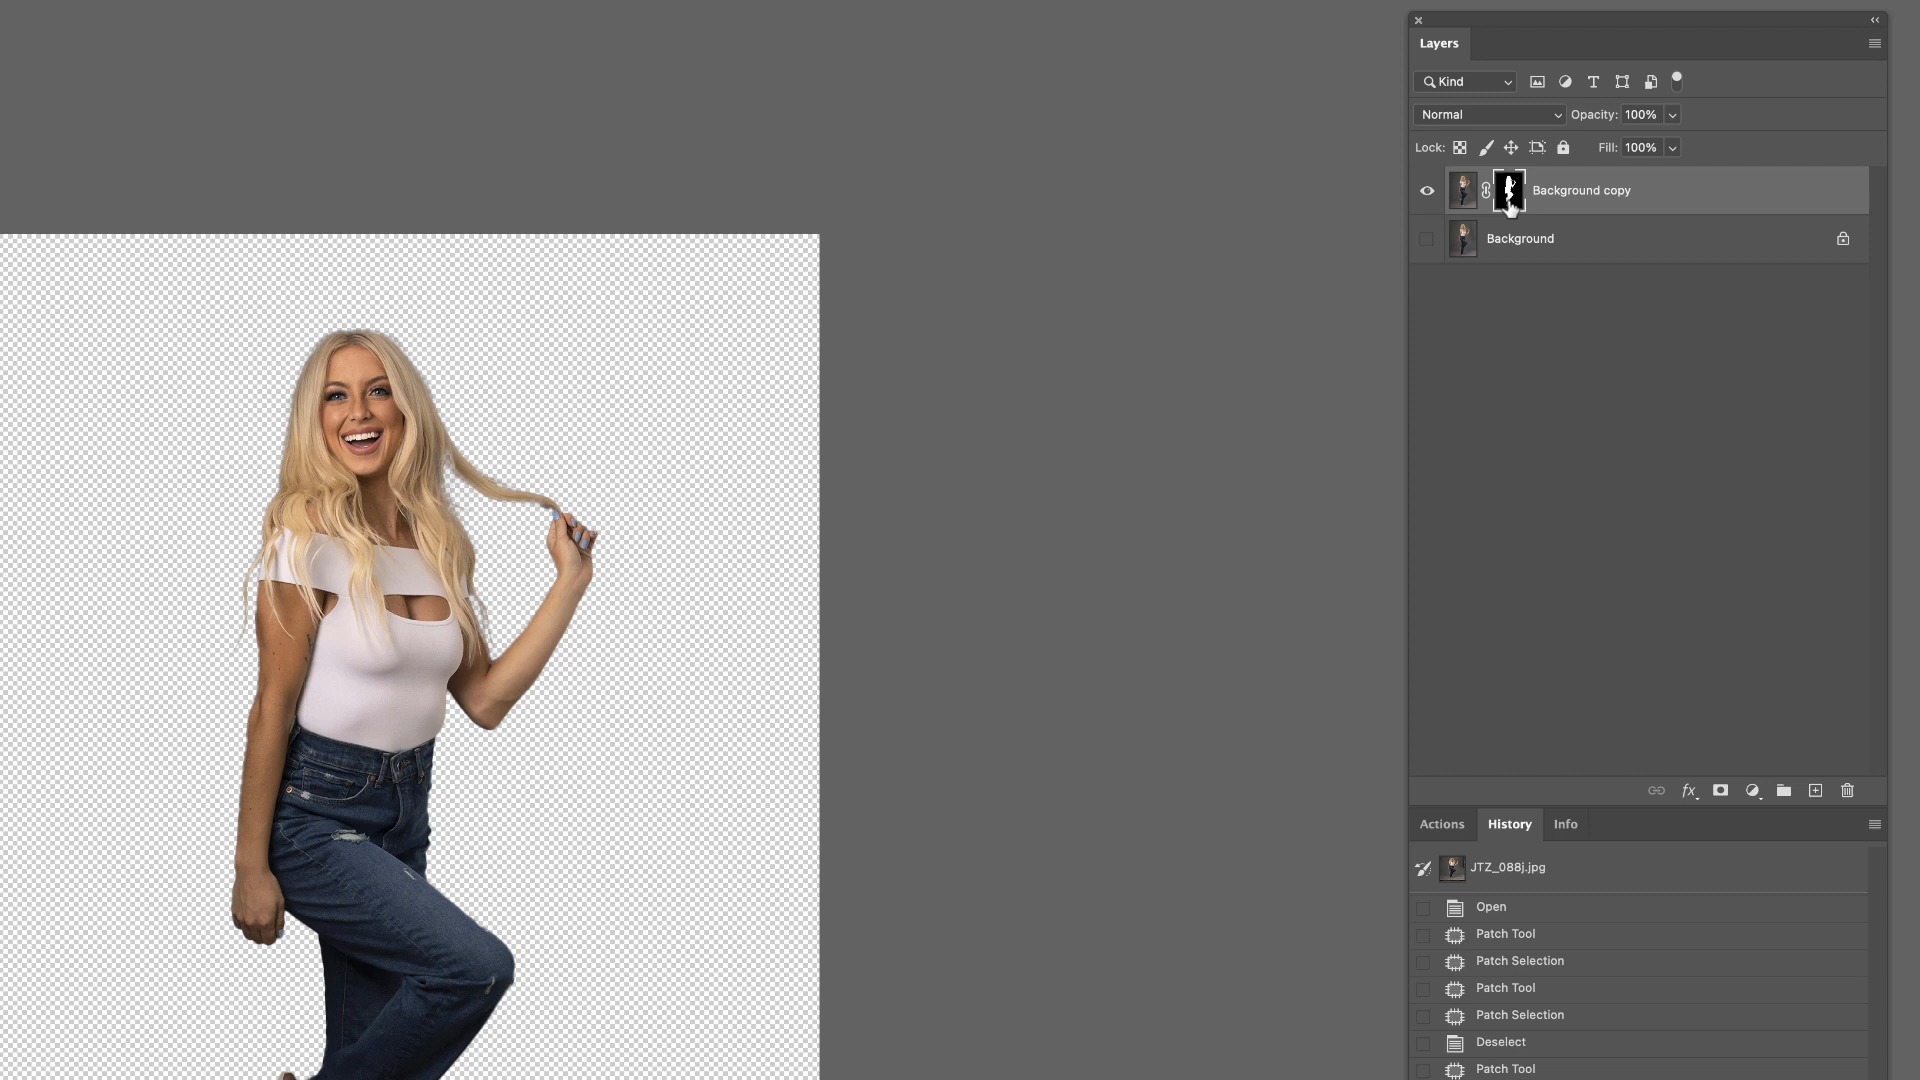 Layers
Kind
Normal Opacity: 100%
Lock: Fill: 100%
Background copy
Background
fx
Actions History Info
JTZ_088j.jpg
Open
Patch Tool
Patch Selection
Patch Tool
Patch Selection
Deselect
Patch Tool